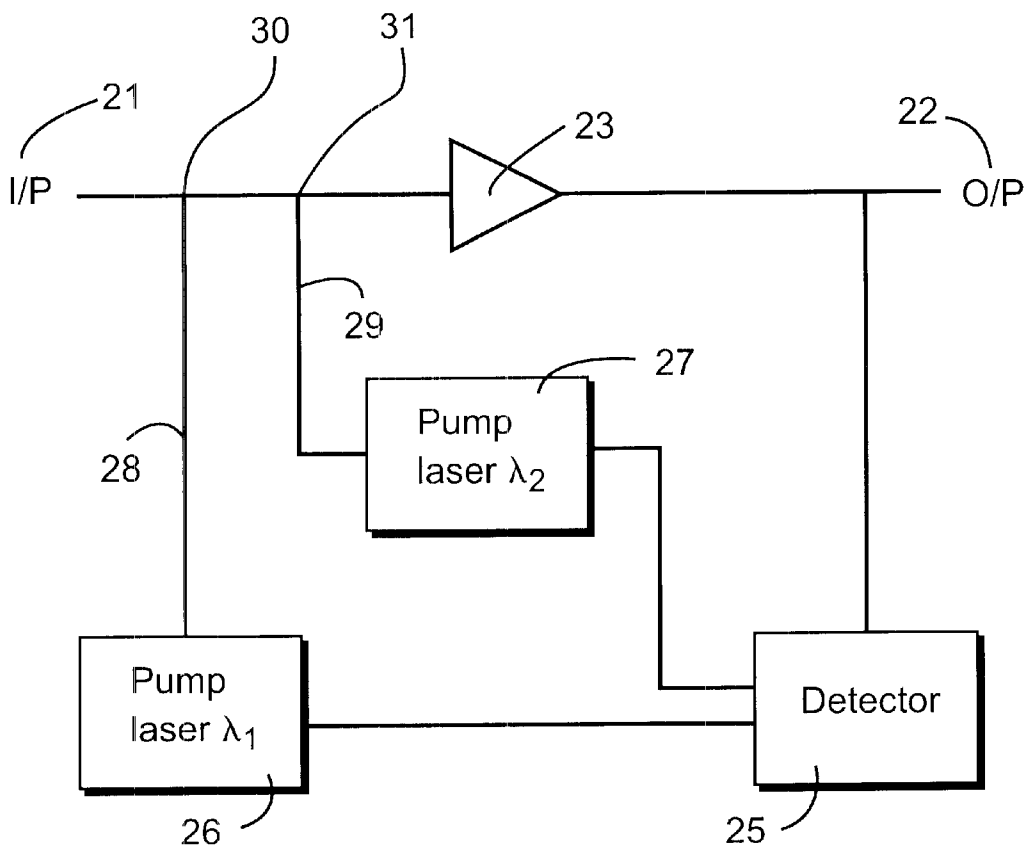 30
31
21
23
22
I/P
O/P
29
27
Pump
laser λ2
28
Pump
laser λ1
Detector
26
25